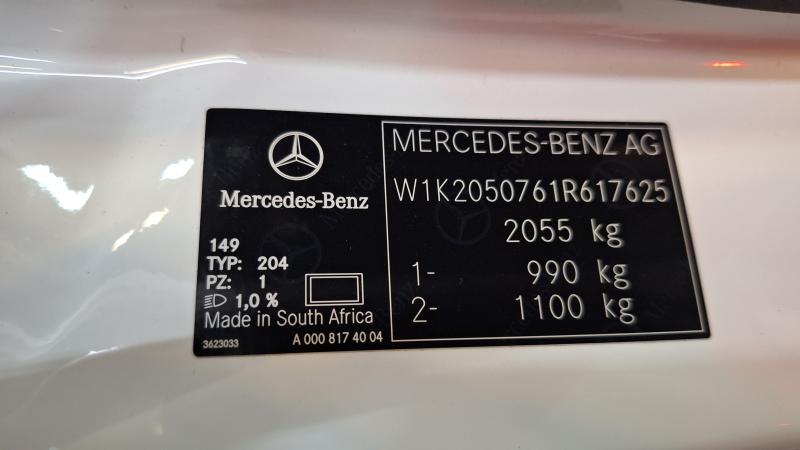 Mercedes-Benz
149
TYP: 204
PZ: 1
1,0 %
Made in South Africa
3623033
A 000 817 40 04
MERCEDES-BENZ AG
W1K2050761R617625
2055 kg
1- 990 kg
2- 1100 kg